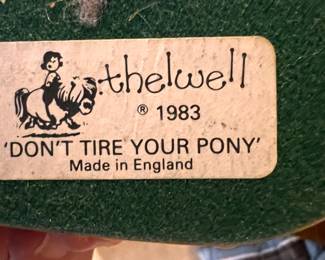 thelwell
® 1983
'DON'T TIRE YOUR PONY'
Made in England